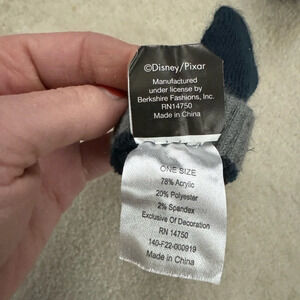 ©Disney/Pixar
Manufactured
under license by
Berkshire Fashions, Inc.
RN14750
Made in China
ONE SIZE
78% Acrylic
20% Polyester
2% Spandex
Exclusive Of Decoration
RN 14750
140-F22-000919
Made in China